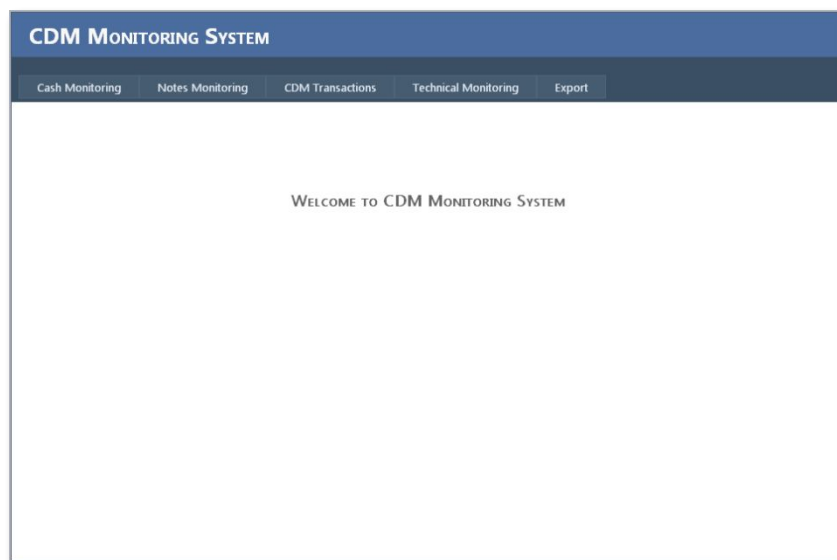 CDM Monitoring System
Cash Monitoring Notes Monitoring CDM Transactions Technical Monitoring Export
Welcome to CDM Monitoring System